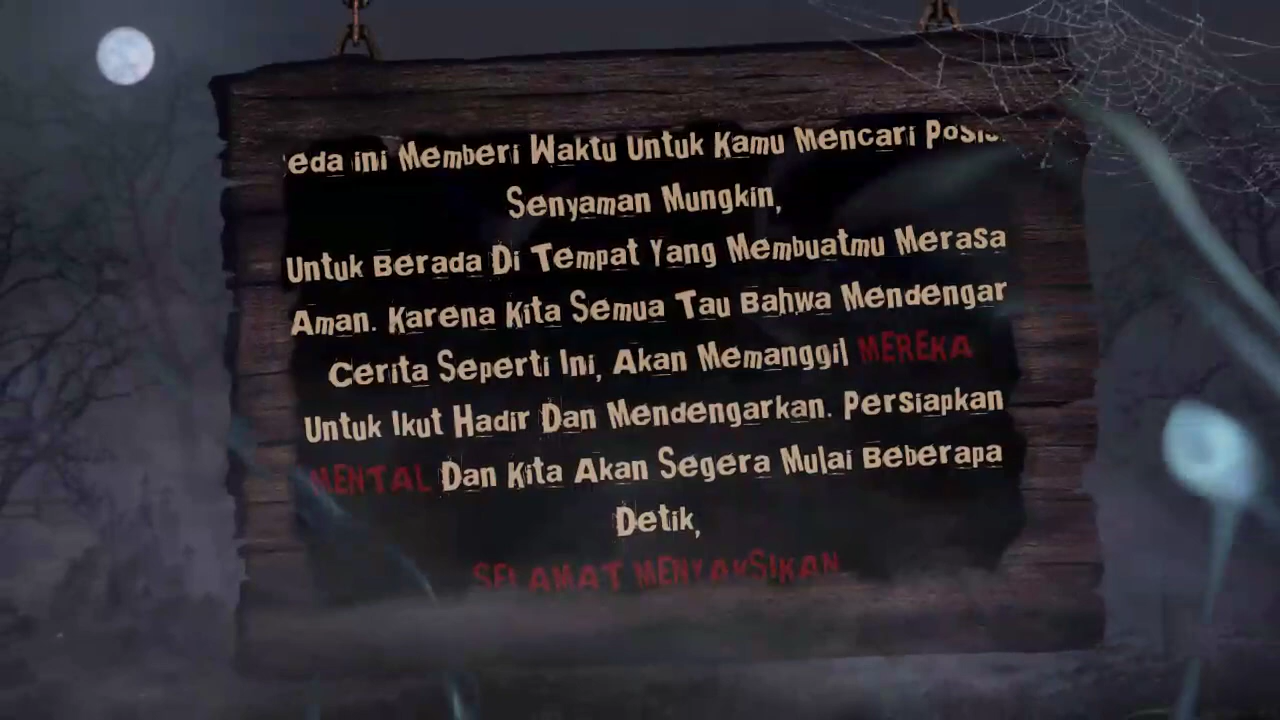 ini Memberi Waktu Untuk Kamu Mencari
Senyaman Mungkin,
Untuk Berada Di Tempat Yang Membuatmu Merasa
Aman. Karena Kita Semua Tau Bahwa Mendengar
Cerita Seperti Ini, Akan Memanggil MEREKA
Untuk Ikut Hadir Dan Mendengarkan. Persiapkan
MENTAL Dan Kita Akan Segera Mulai Beberapa
Detik,
SELAMAT MENYAKSIKAN